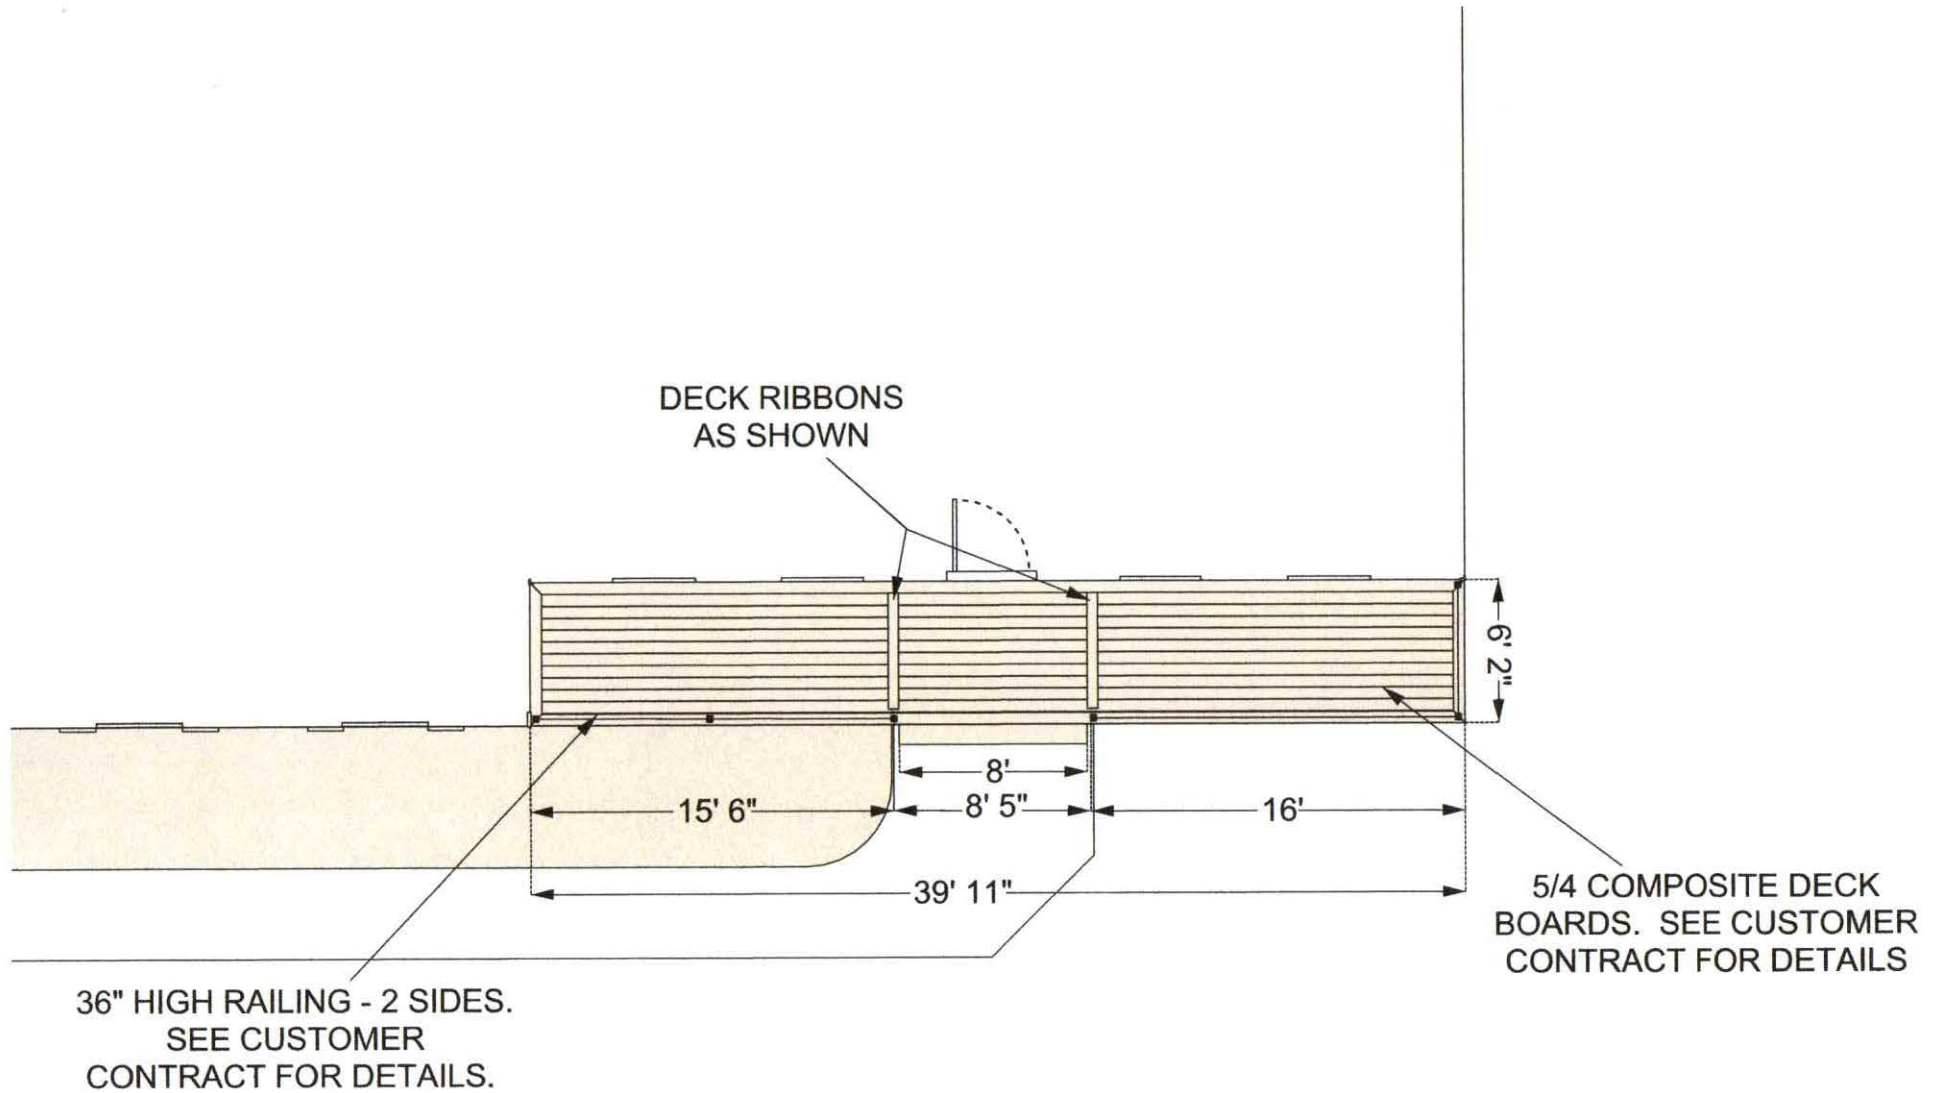 DECK RIBBONS
AS SHOWN
6' 2"
8'
15' 6"
8' 5"
16'
39' 11"
5/4 COMPOSITE DECK
BOARDS. SEE CUSTOMER
CONTRACT FOR DETAILS
36" HIGH RAILING - 2 SIDES.
SEE CUSTOMER
CONTRACT FOR DETAILS.